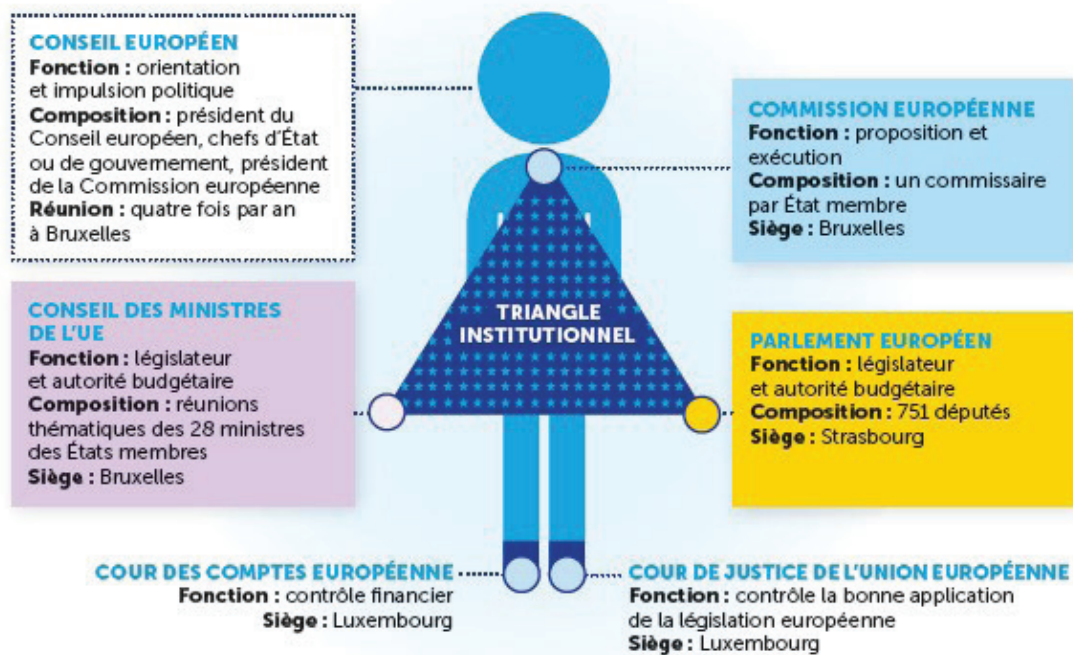 CONSEIL EUROPÉEN
Fonction : orientation
et impulsion politique
Composition : président du
Conseil européen, chefs d'État
ou de gouvernement, président
de la Commission européenne
Réunion : quatre fois par an
à Bruxelles
COMMISSION EUROPÉENNE
Fonction : proposition et
exécution
Composition : un commissaire
par État membre
Siège : Bruxelles
CONSEIL DES MINISTRES
DE L'UE
Fonction : législateur
et autorité budgétaire
Composition : réunions
thématiques des 28 ministres
des États membres
Siège : Bruxelles
TRIANGLE
INSTITUTIONNEL
PARLEMENT EUROPÉEN
Fonction : législateur
et autorité budgétaire
Composition : 751 députés
Siège : Strasbourg
COUR DES COMPTES EUROPÉENNE
Fonction : contrôle financier
Siège : Luxembourg
COUR DE JUSTICE DE L'UNION EUROPÉENNE
Fonction : contrôle la bonne application
de la législation européenne
Siège : Luxembourg